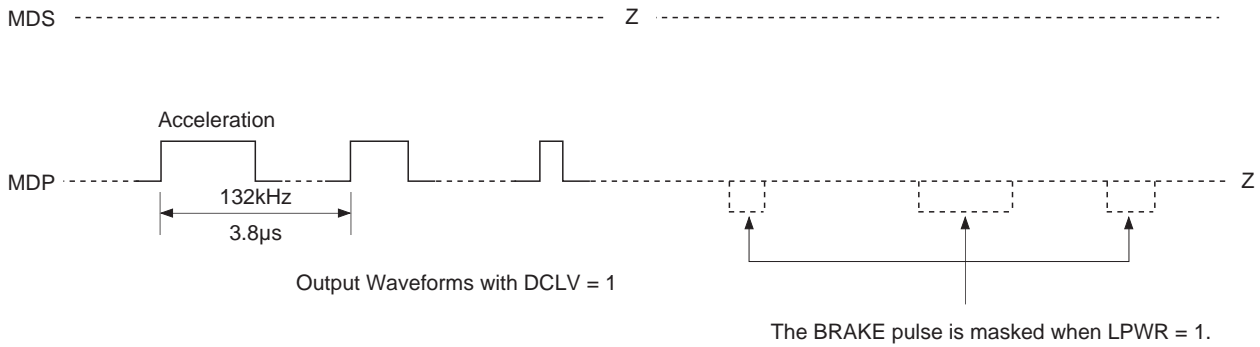 MDS Z
Acceleration
MDP Z
132kHz
3.8µs
Output Waveforms with DCLV = 1
The BRAKE pulse is masked when LPWR = 1.